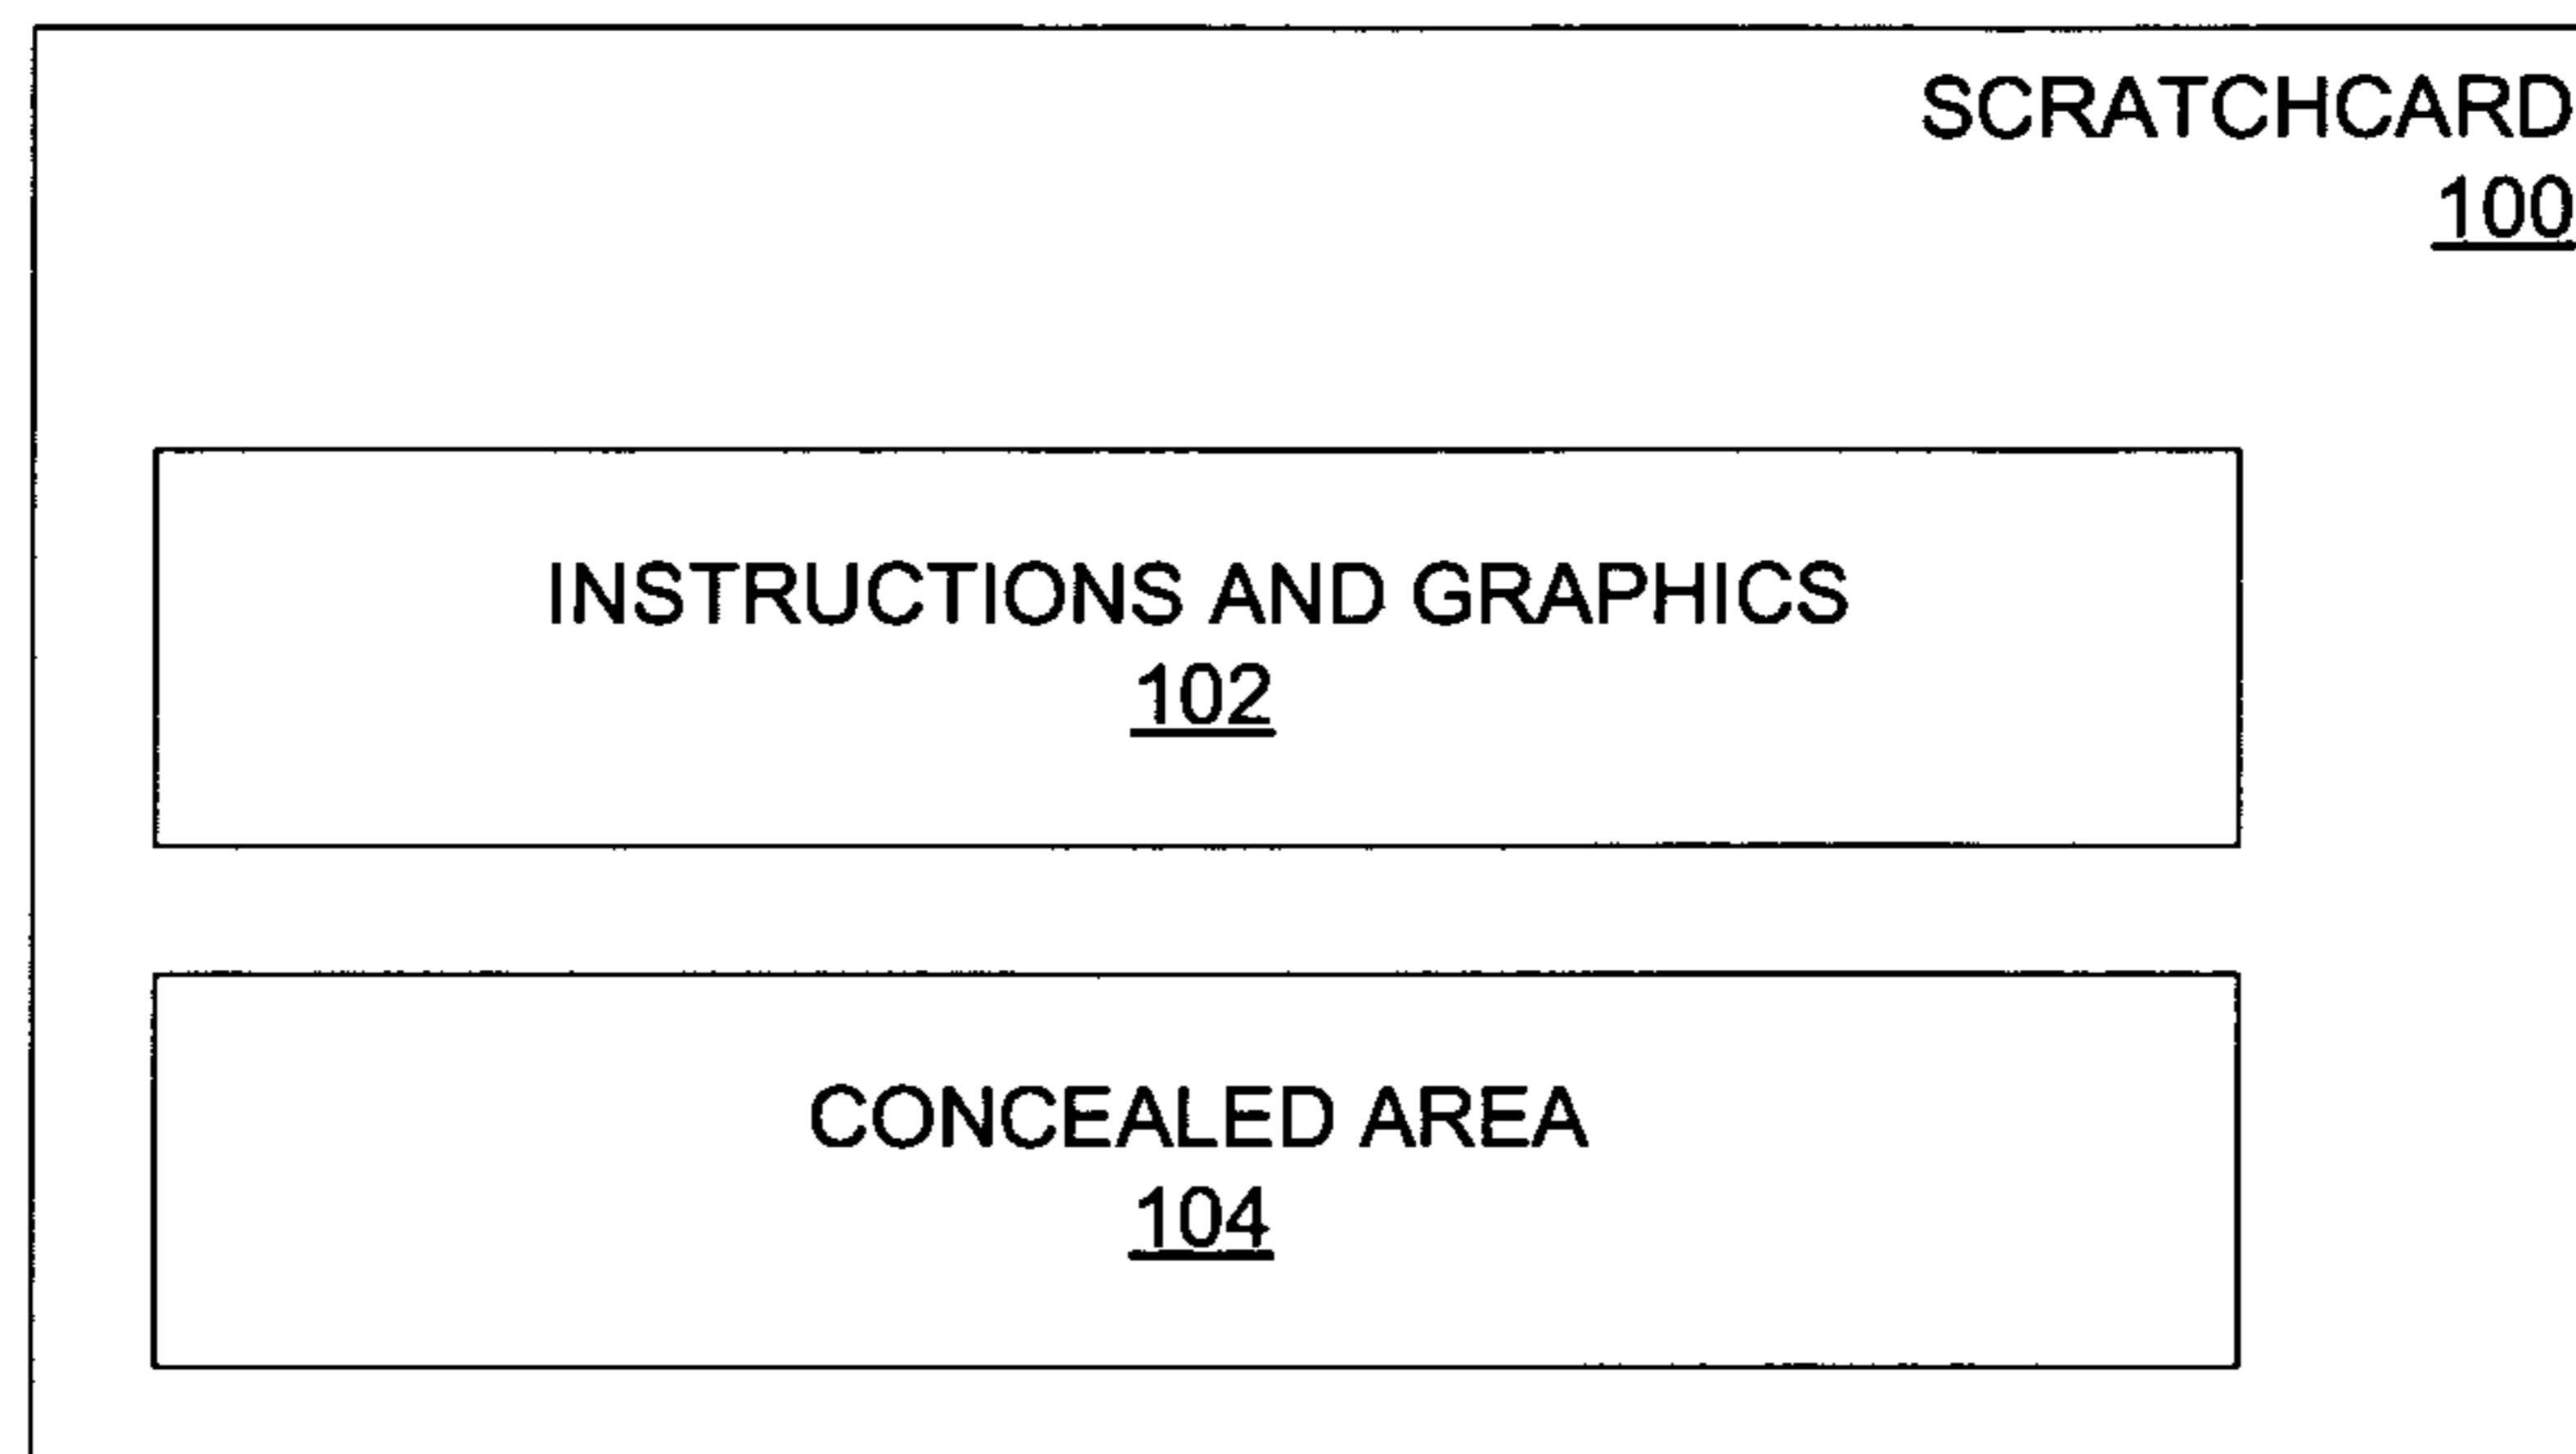 SCRATCHCARD
100
INSTRUCTIONS AND GRAPHICS
102
CONCEALED AREA
104